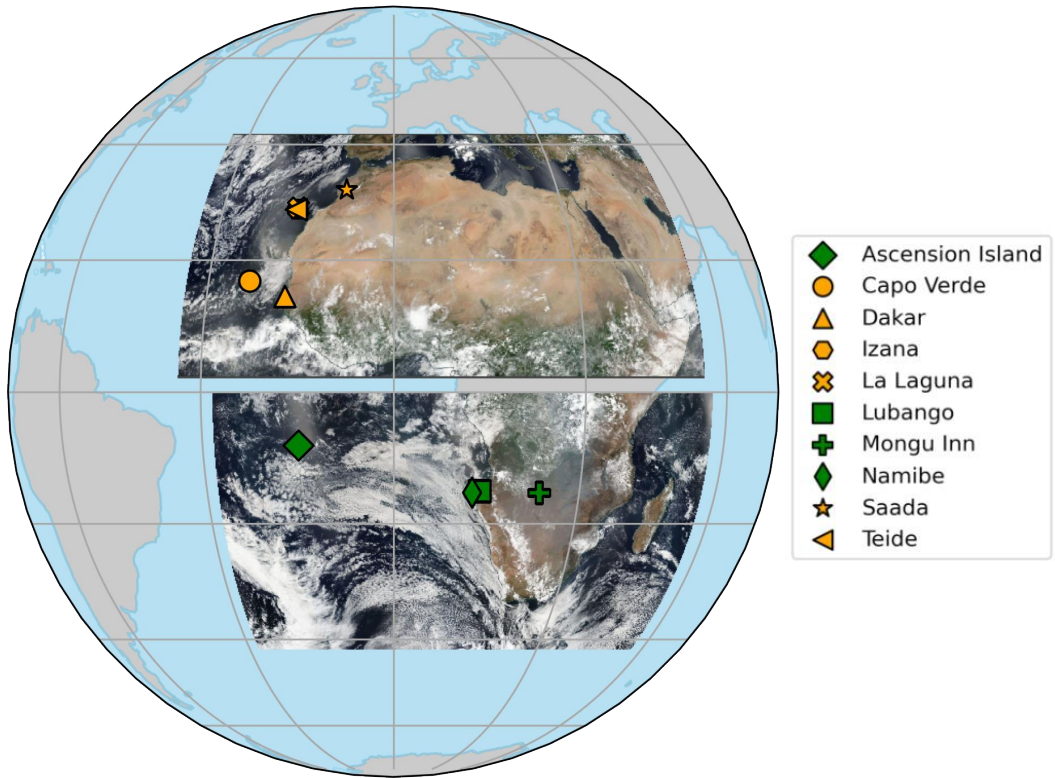 Ascension Island
Capo Verde
Dakar
Izana
La Laguna
Lubango
Mongu Inn
Namibe
Saada
Teide